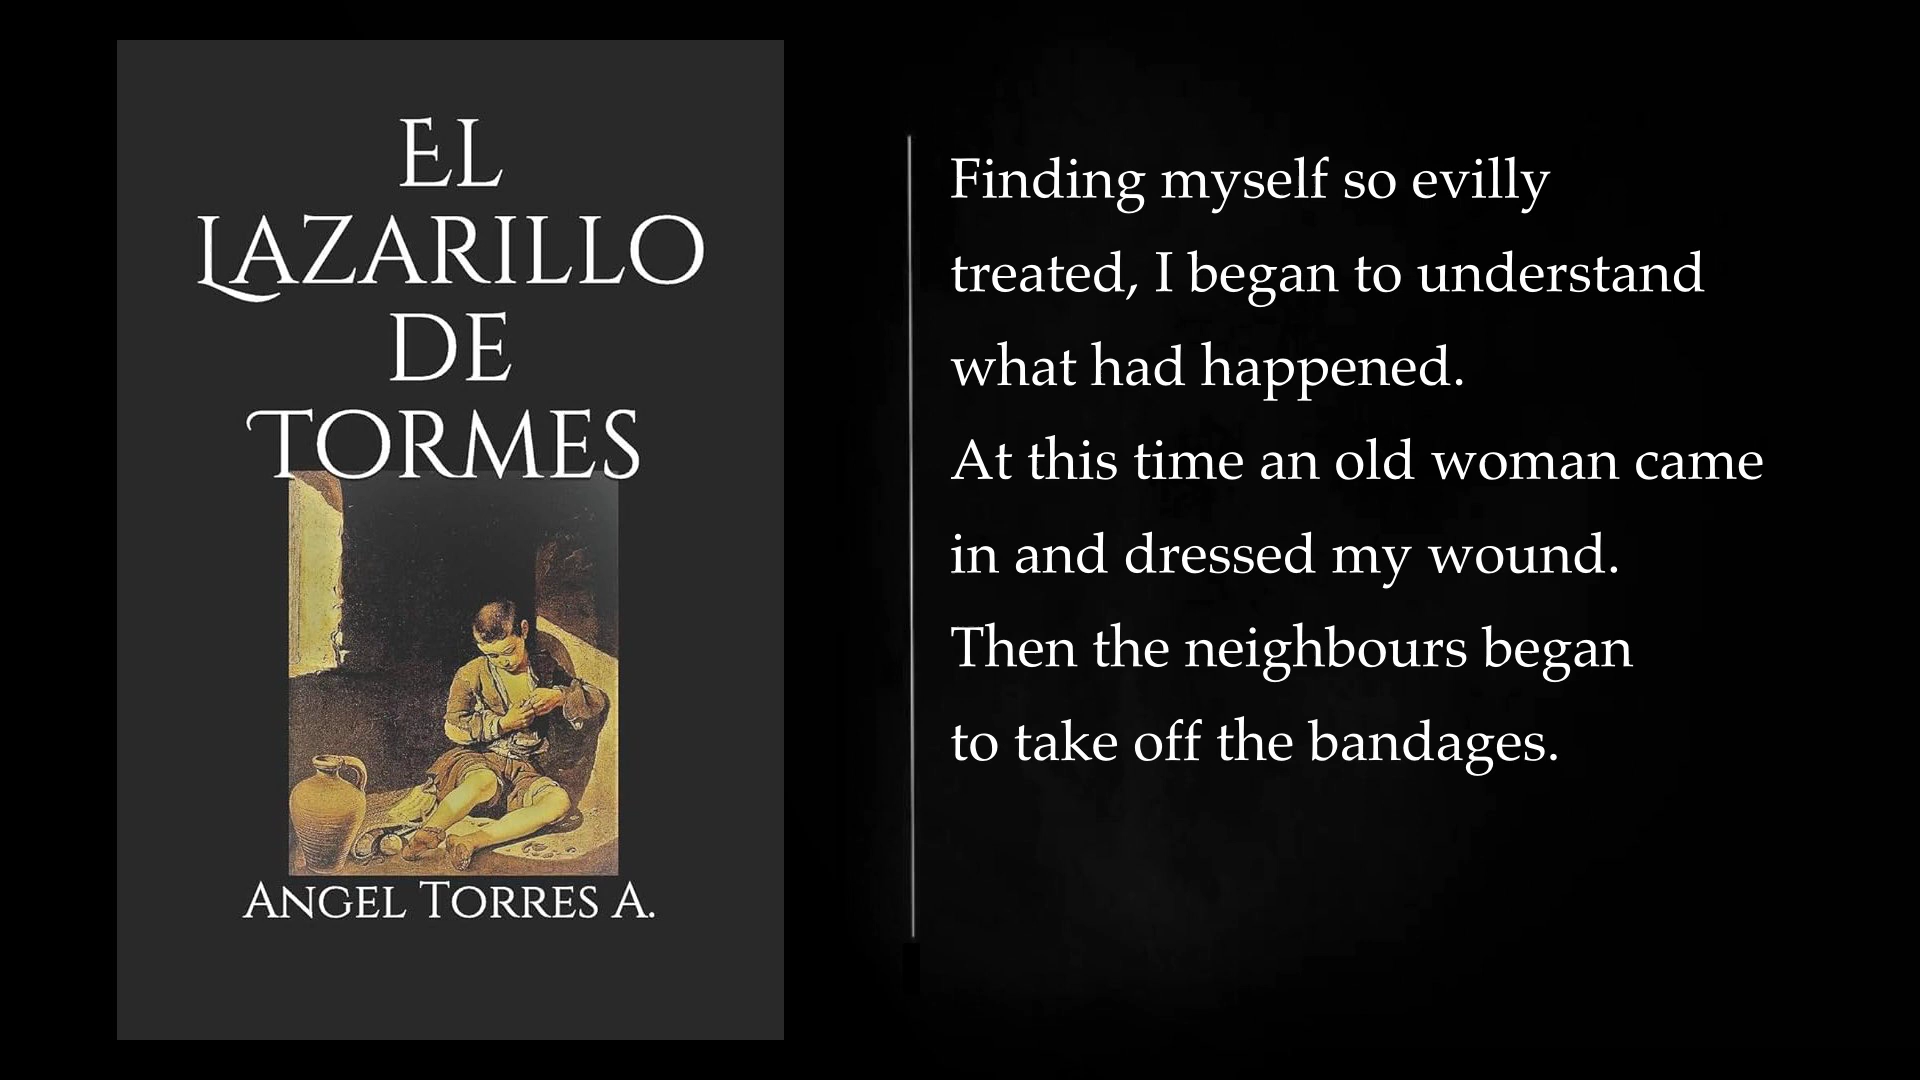 El
Lazarillo
de
Tormes
Angel Torres A.
Finding myself so evilly
treated, I began to understand
what had happened.
At this time an old woman came
in and dressed my wound.
Then the neighbours began
to take off the bandages.